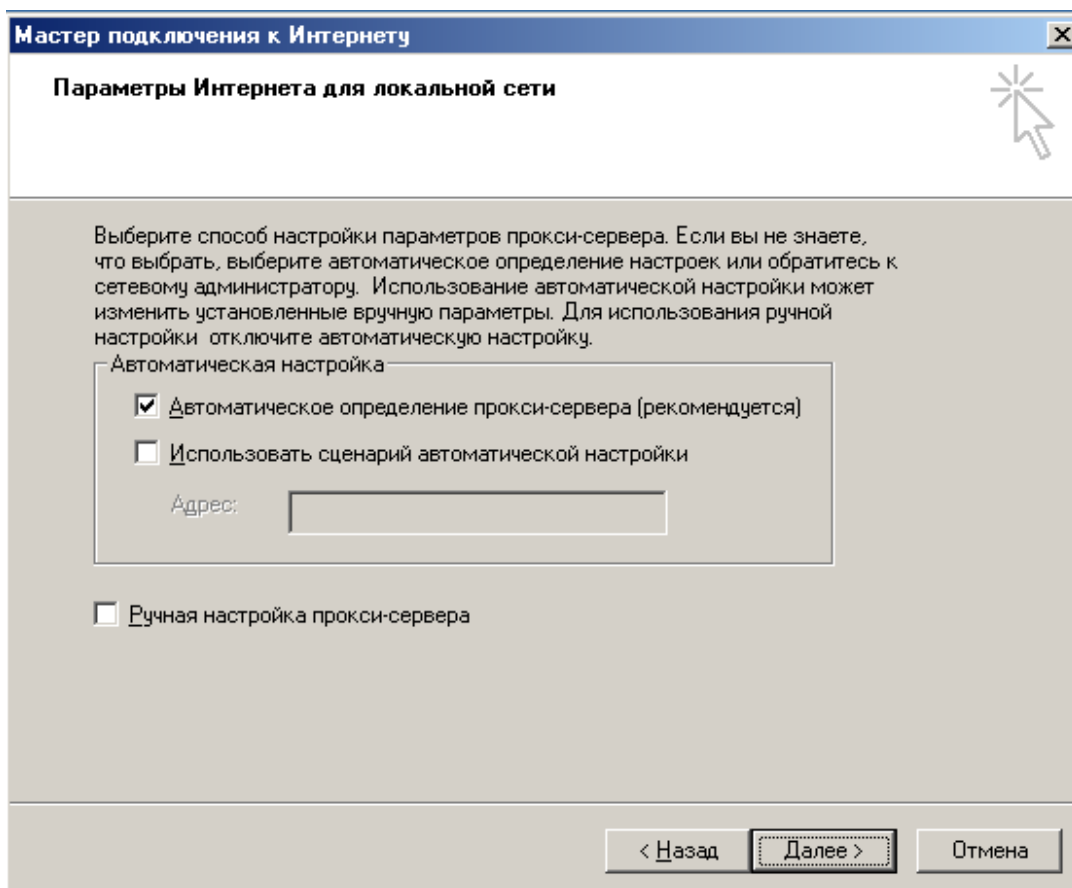 Мастер подключения к Интернету
Параметры Интернета для локальной сети
Выберите способ настройки параметров прокси-сервера. Если вы не знаете,
что выбрать, выберите автоматическое определение настроек или обратитесь к
сетевому администратору. Использование автоматической настройки может
изменить установленные вручную параметры. Для использования ручной
настройки отключите автоматическую настройку.
Автоматическая настройка
Автоматическое определение прокси-сервера (рекомендуется)
Использовать сценарий автоматической настройки
Адрес:
Ручная настройка прокси-сервера
< Назад Далее > Отмена